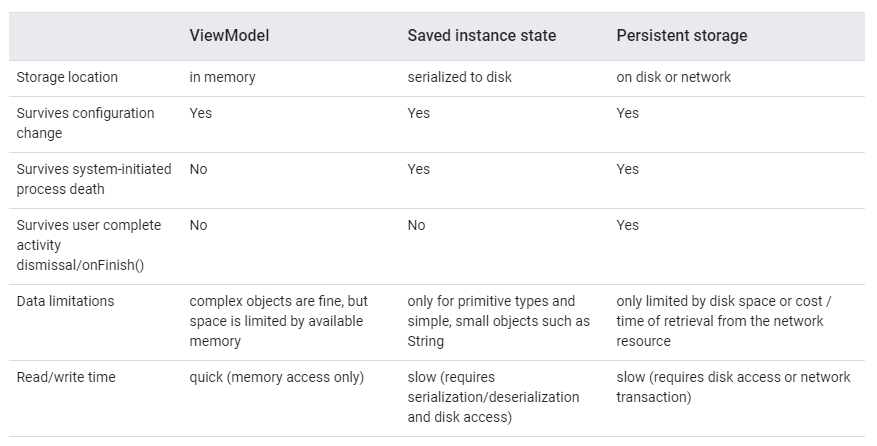 ViewModel Saved instance state Persistent storage
Storage location in memory serialized to disk on disk or network
Survives configuration Yes Yes Yes
change
Survives system-initiated No Yes Yes
process death
Survives user complete No No Yes
activity
dismissal/onFinish()
Data limitations complex objects are fine, but only for primitive types and only limited by disk space or cost /
space is limited by available simple, small objects such as time of retrieval from the network
memory String resource
Read/write time quick (memory access only) slow (requires slow (requires disk access or network
serialization/deserialization transaction)
and disk access)